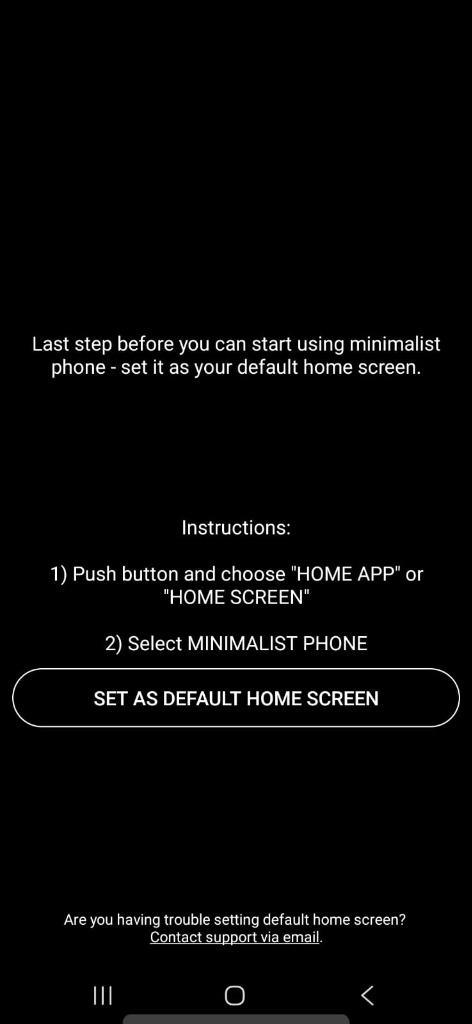 Last step before you can start using minimalist
phone - set it as your default home screen.
Instructions:
1) Push button and choose "HOME APP" or
"HOME SCREEN"
2) Select MINIMALIST PHONE
SET AS DEFAULT HOME SCREEN
Are you having trouble setting default home screen?
Contact support via email.